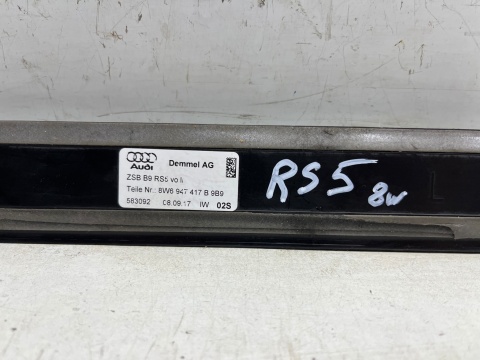 Audi
Demmel AG
ZSB B9 RS5 vo.li
Teile Nr.: 8W6 947 417 B 9B9
583092 08.09.17 IW 02S
RS5
8W
L